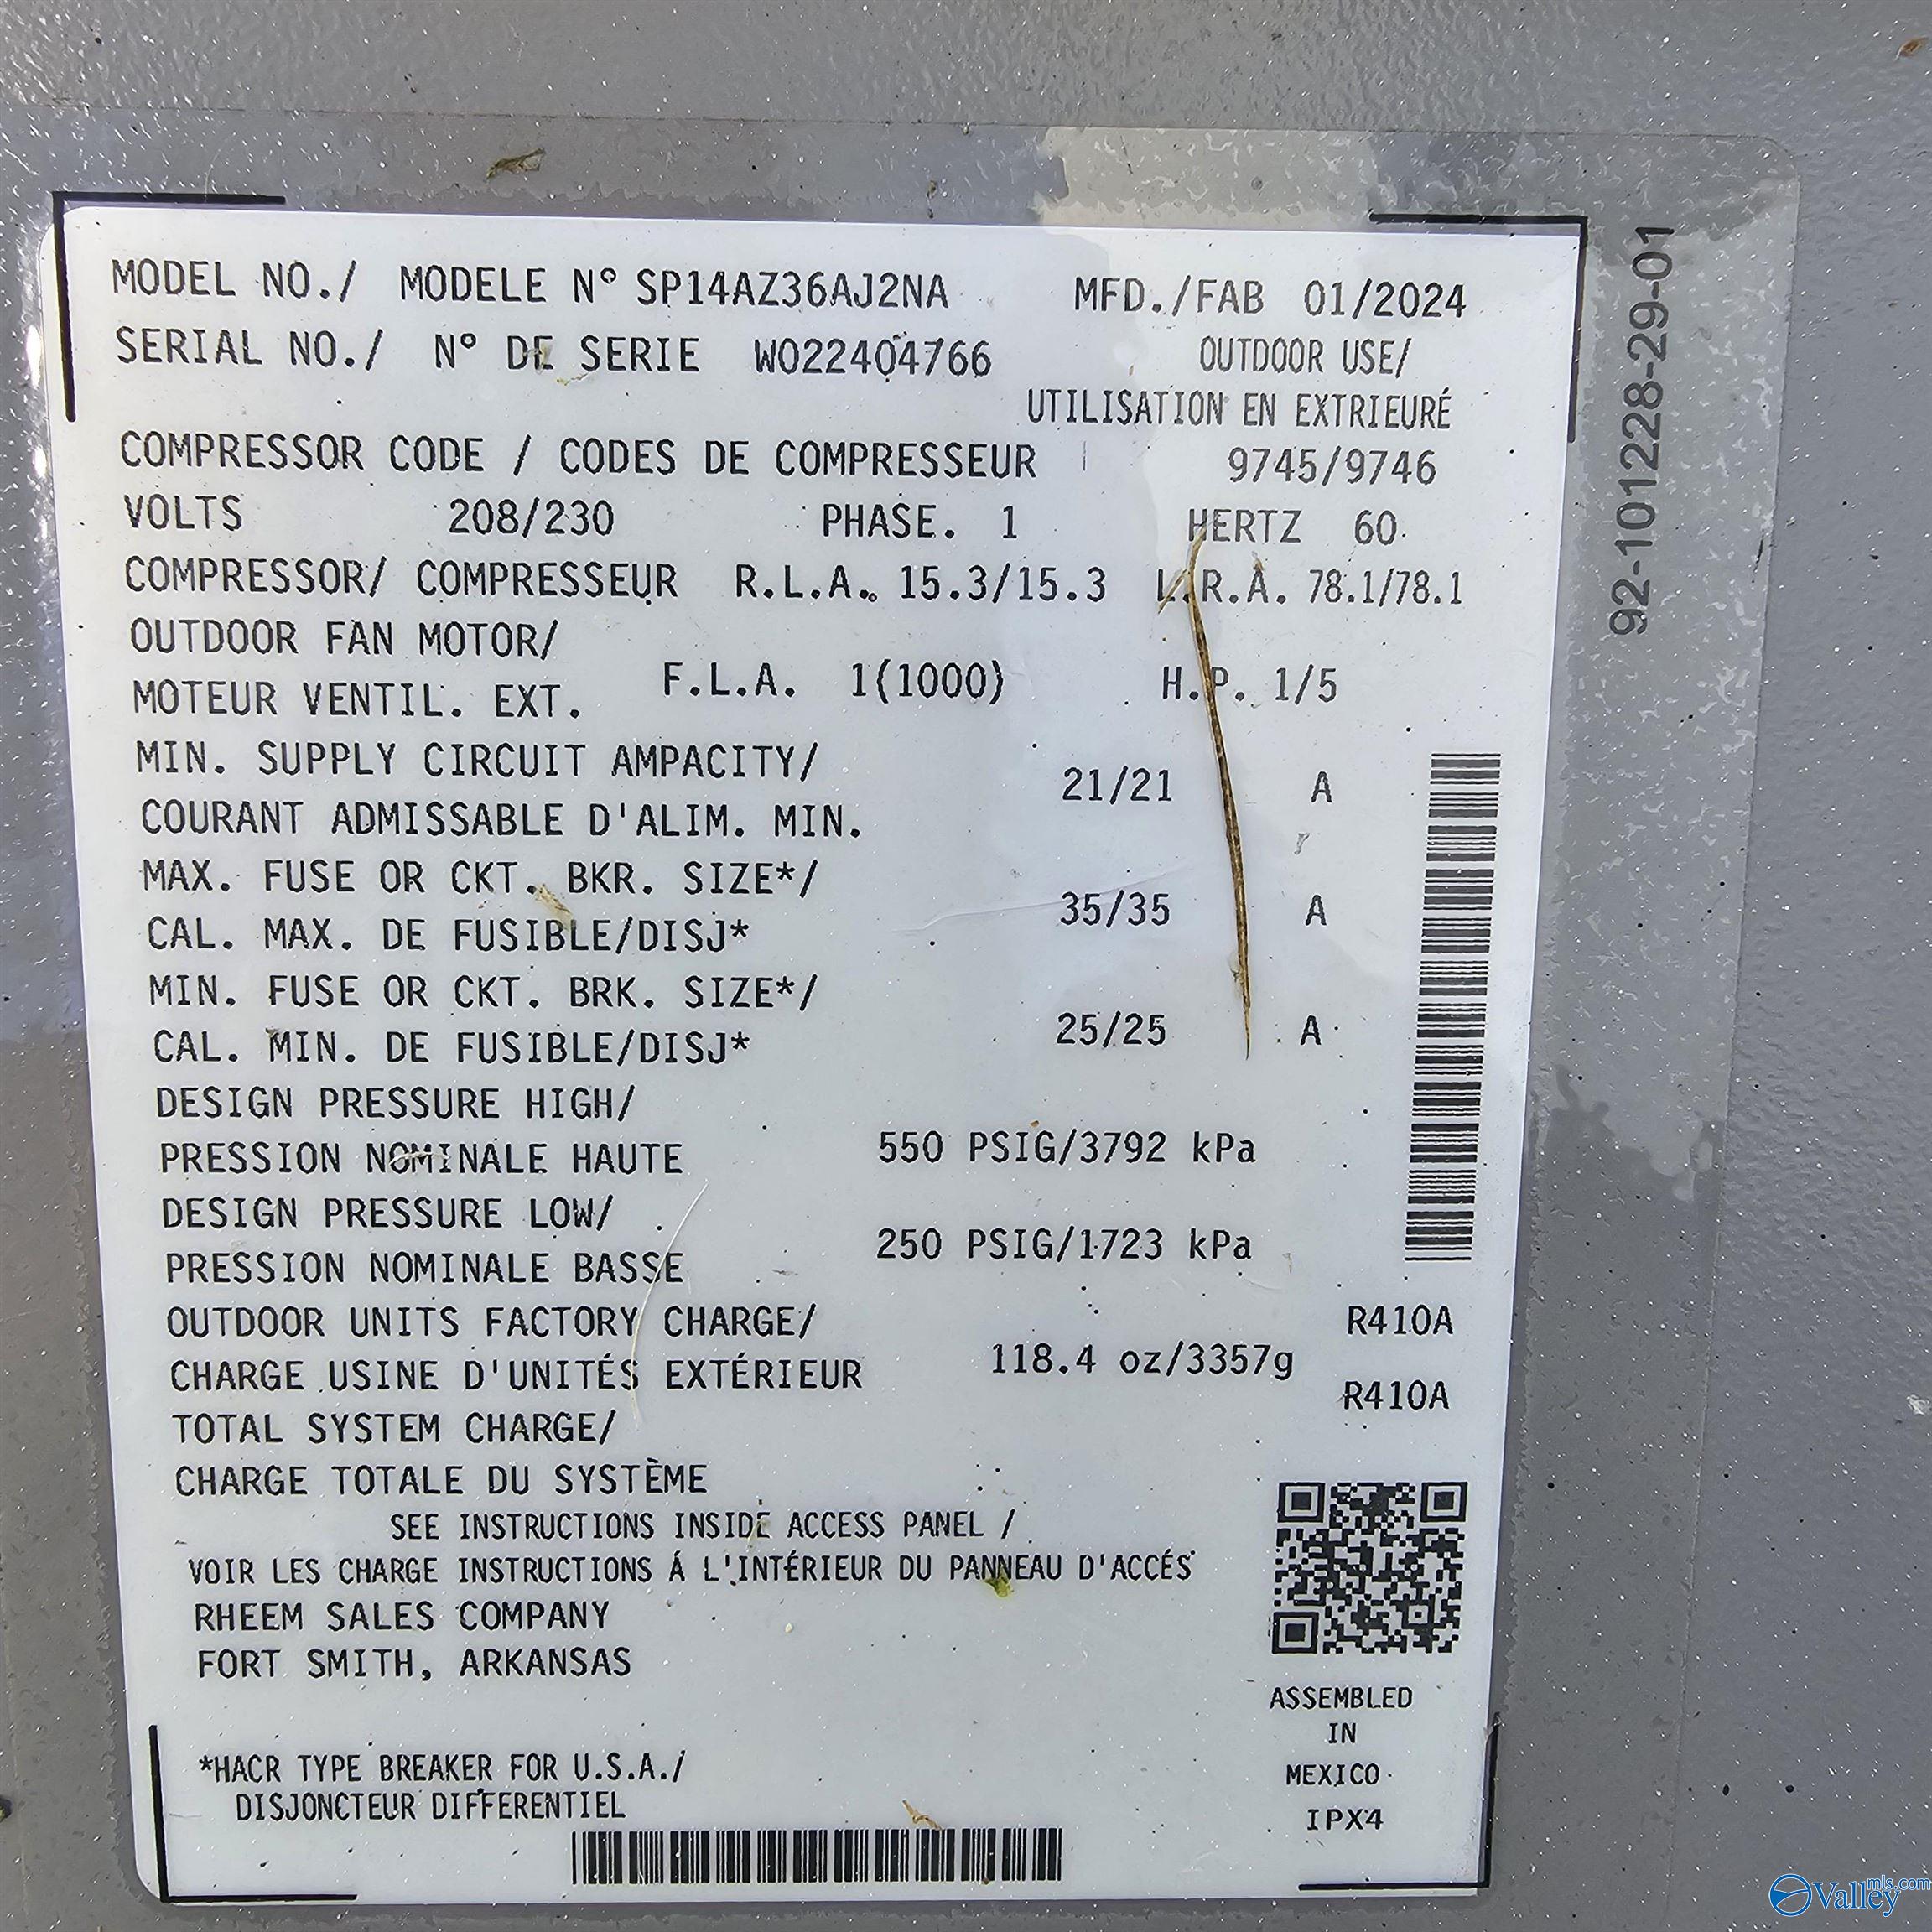 MODEL NO./ MODELE N° SP14AZ36AJ2NA MFD./FAB 01/2024
SERIAL NO./ N° DE SERIE W022404766 OUTDOOR USE/
UTILISATION EN EXTRIEURÉ
COMPRESSOR CODE / CODES DE COMPRESSEUR 9745/9746
VOLTS 208/230 PHASE. 1 HERTZ 60
COMPRESSOR/ COMPRESSEUR R.L.A. 15.3/15.3 L.R.A. 78.1/78.1
OUTDOOR FAN MOTOR/
MOTEUR VENTIL. EXT. F.L.A. 1(1000) H.P. 1/5
MIN. SUPPLY CIRCUIT AMPACITY/
COURANT ADMISSABLE D'ALIM. MIN. 21/21 A
MAX. FUSE OR CKT. BKR. SIZE*/
CAL. MAX. DE FUSIBLE/DISJ* 35/35 A
MIN. FUSE OR CKT. BRK. SIZE*/
CAL. MIN. DE FUSIBLE/DISJ* 25/25 A
DESIGN PRESSURE HIGH/
PRESSION NOMINALE HAUTE 550 PSIG/3792 kPa
DESIGN PRESSURE LOW/
PRESSION NOMINALE BASSE 250 PSIG/1723 kPa
OUTDOOR UNITS FACTORY CHARGE/ R410A
CHARGE USINE D'UNITÉS EXTÉRIEUR 118.4 oz/3357g
R410A
TOTAL SYSTEM CHARGE/
CHARGE TOTALE DU SYSTÈME
SEE INSTRUCTIONS INSIDE ACCESS PANEL /
VOIR LES CHARGE INSTRUCTIONS Á L'INTÉRIEUR DU PANNEAU D'ACCÉS
RHEEM SALES COMPANY
FORT SMITH, ARKANSAS
ASSEMBLED
IN
MEXICO
IPX4
*HACR TYPE BREAKER FOR U.S.A./
DISJONCTEUR DIFFERENTIEL
92-101228-29-01
Valleymls.com